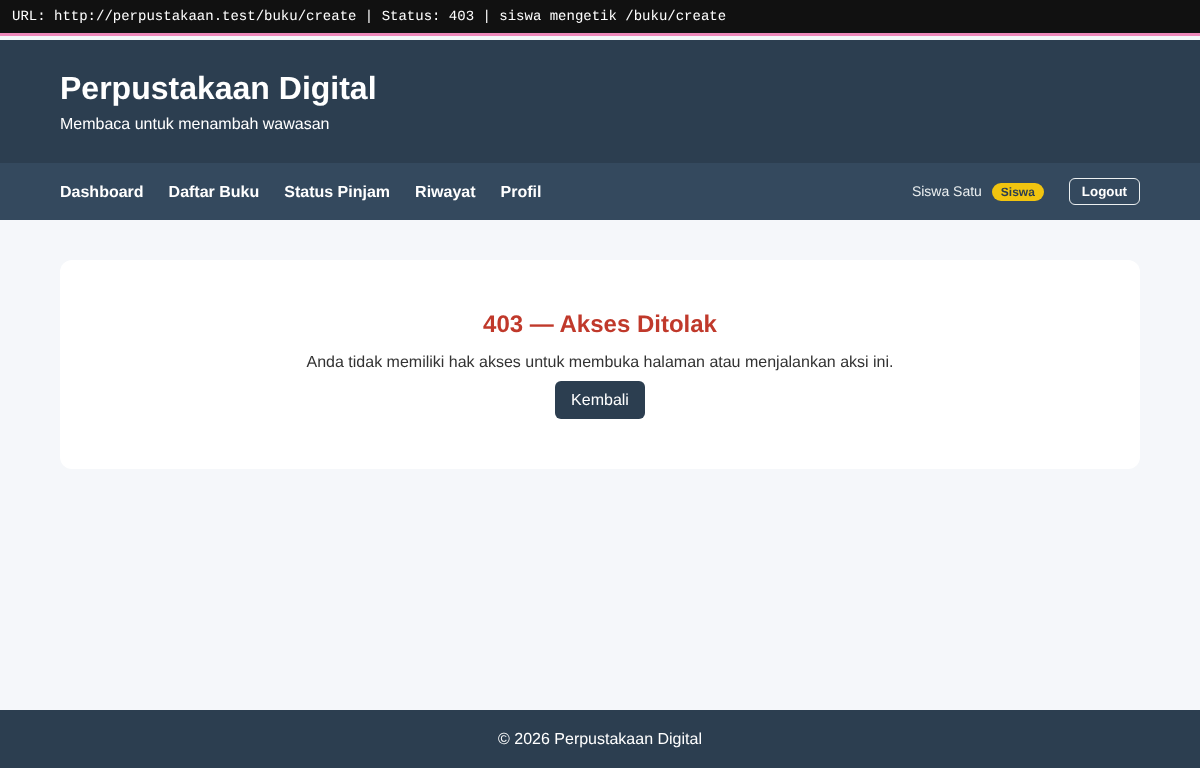 URL: http://perpustakaan.test/buku/create | Status: 403 | siswa mengetik /buku/create
Perpustakaan Digital
Membaca untuk menambah wawasan
Dashboard Daftar Buku Status Pinjam Riwayat Profil Siswa Satu Siswa Logout
403 — Akses Ditolak
Anda tidak memiliki hak akses untuk membuka halaman atau menjalankan aksi ini.
Kembali
© 2026 Perpustakaan Digital